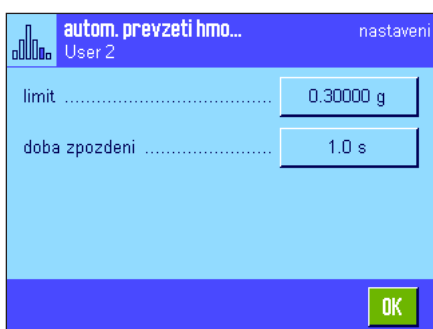 autom. prevzeti hmo... nastaveni
User 2
limit ....................................... 0.30000 g
doba zpozdeni ........................ 1.0 s
OK